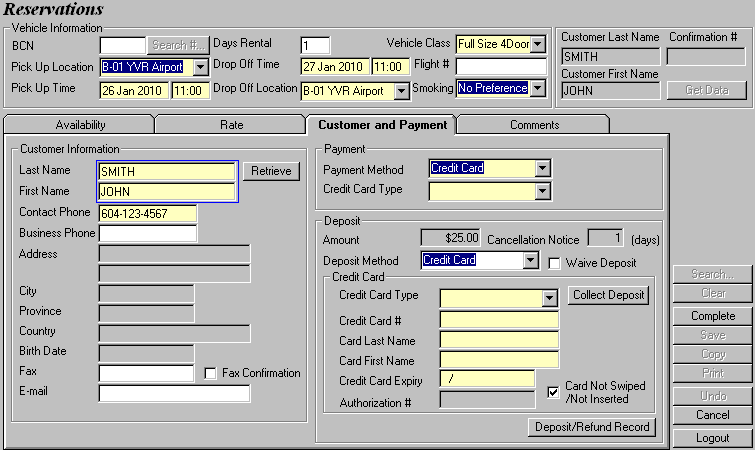 Reservations
Vehicle Information
BCN Search #... Days Rental 1 Vehicle Class Full Size 4Door
Pick Up Location B-01 YVR Airport Drop Off Time 27 Jan 2010 11:00 Flight #
Pick Up Time 26 Jan 2010 11:00 Drop Off Location B-01 YVR Airport Smoking No Preference
Customer Last Name Confirmation #
SMITH
Customer First Name
JOHN Get Data
Availability Rate Customer and Payment Comments
Customer Information
Last Name SMITH Retrieve
First Name JOHN
Contact Phone 604-123-4567
Business Phone
Address
City
Province
Country
Birth Date
Fax Fax Confirmation
E-mail
Payment
Payment Method Credit Card
Credit Card Type
Deposit
Amount $25.00 Cancellation Notice 1 (days)
Deposit Method Credit Card Waive Deposit
Credit Card
Credit Card Type Collect Deposit
Credit Card #
Card Last Name
Card First Name
Credit Card Expiry /
Card Not Swiped
/Not Inserted
Authorization #
Deposit/Refund Record
Search...
Clear
Complete
Save
Copy
Print
Undo
Cancel
Logout